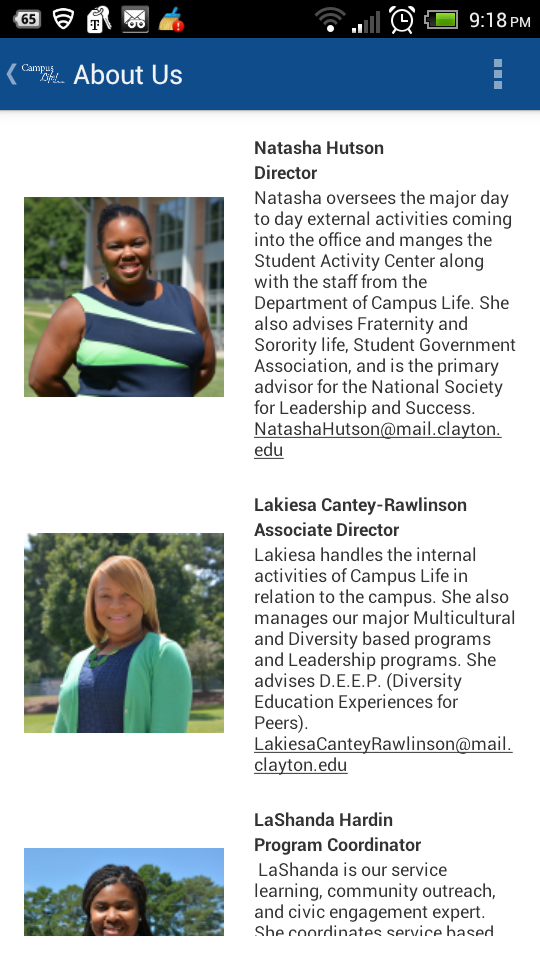 65
9:18 PM
Campus
Life!
About Us
Natasha Hutson
Director
Natasha oversees the major day
to day external activities coming
into the office and manges the
Student Activity Center along
with the staff from the
Department of Campus Life. She
also advises Fraternity and
Sorority life, Student Government
Association, and is the primary
advisor for the National Society
for Leadership and Success.
NatashaHutson@mail.clayton.
edu
Lakiesa Cantey-Rawlinson
Associate Director
Lakiesa handles the internal
activities of Campus Life in
relation to the campus. She also
manages our major Multicultural
and Diversity based programs
and Leadership programs. She
advises D.E.E.P. (Diversity
Education Experiences for
Peers).
LakiesaCanteyRawlinson@mail.
clayton.edu
LaShanda Hardin
Program Coordinator
LaShanda is our service
learning, community outreach,
and civic engagement expert.
She coordinates service based